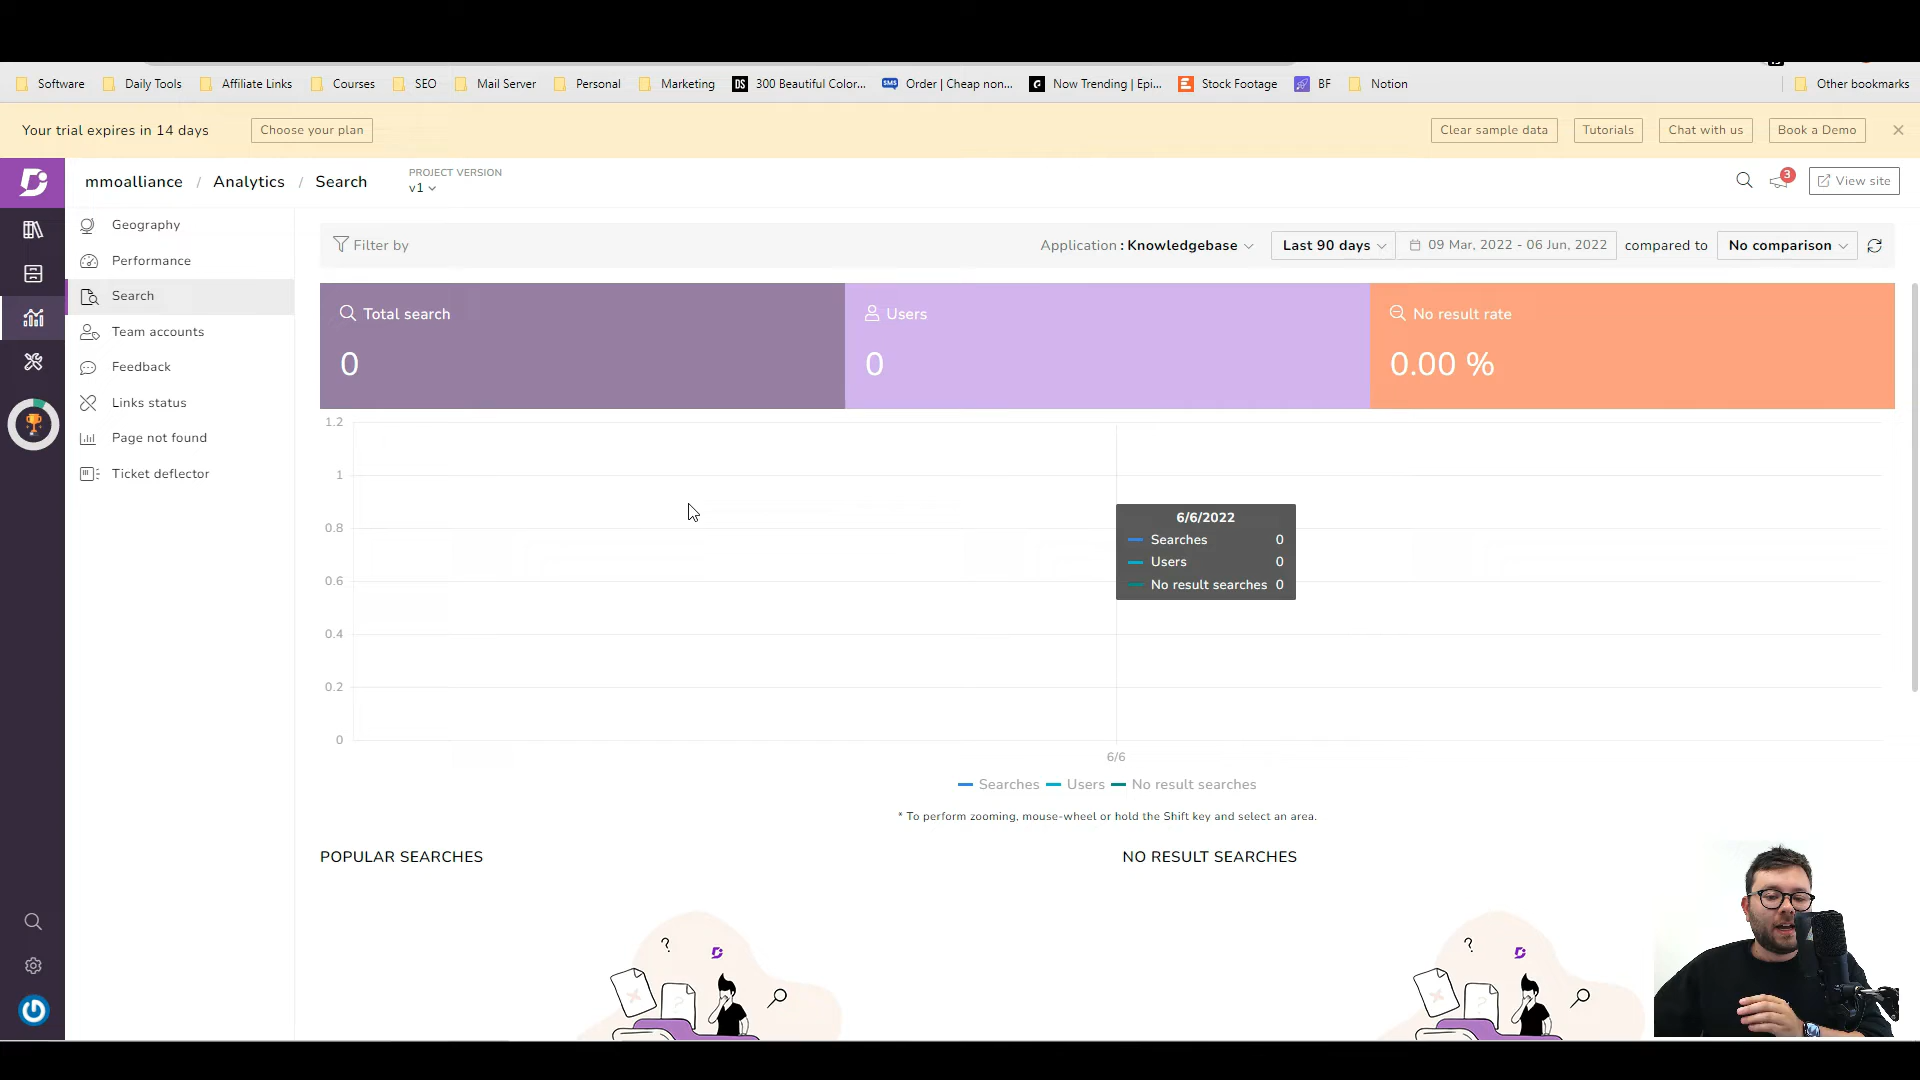 Software Daily Tools Affiliate Links Courses SEO Mail Server Personal Marketing DS 300 Beautiful Color... SMS Order | Cheap non... Now Trending | Epi... Stock Footage BF Notion Other bookmarks
Your trial expires in 14 days Choose your plan Clear sample data Tutorials Chat with us Book a Demo
mmoalliance / Analytics / Search PROJECT VERSION v1 3 View site
Geography
Performance
Search
Team accounts
Feedback
Links status
Page not found
Ticket deflector
Filter by Application : Knowledgebase Last 90 days 09 Mar, 2022 - 06 Jun, 2022 compared to No comparison
Total search Users No result rate
0 0 0.00 %
1.2
1
0.8
0.6
0.4
0.2
0
6/6/2022
Searches 0
Users 0
No result searches 0
6/6
Searches Users No result searches
* To perform zooming, mouse-wheel or hold the Shift key and select an area.
POPULAR SEARCHES NO RESULT SEARCHES
? ?
? ?